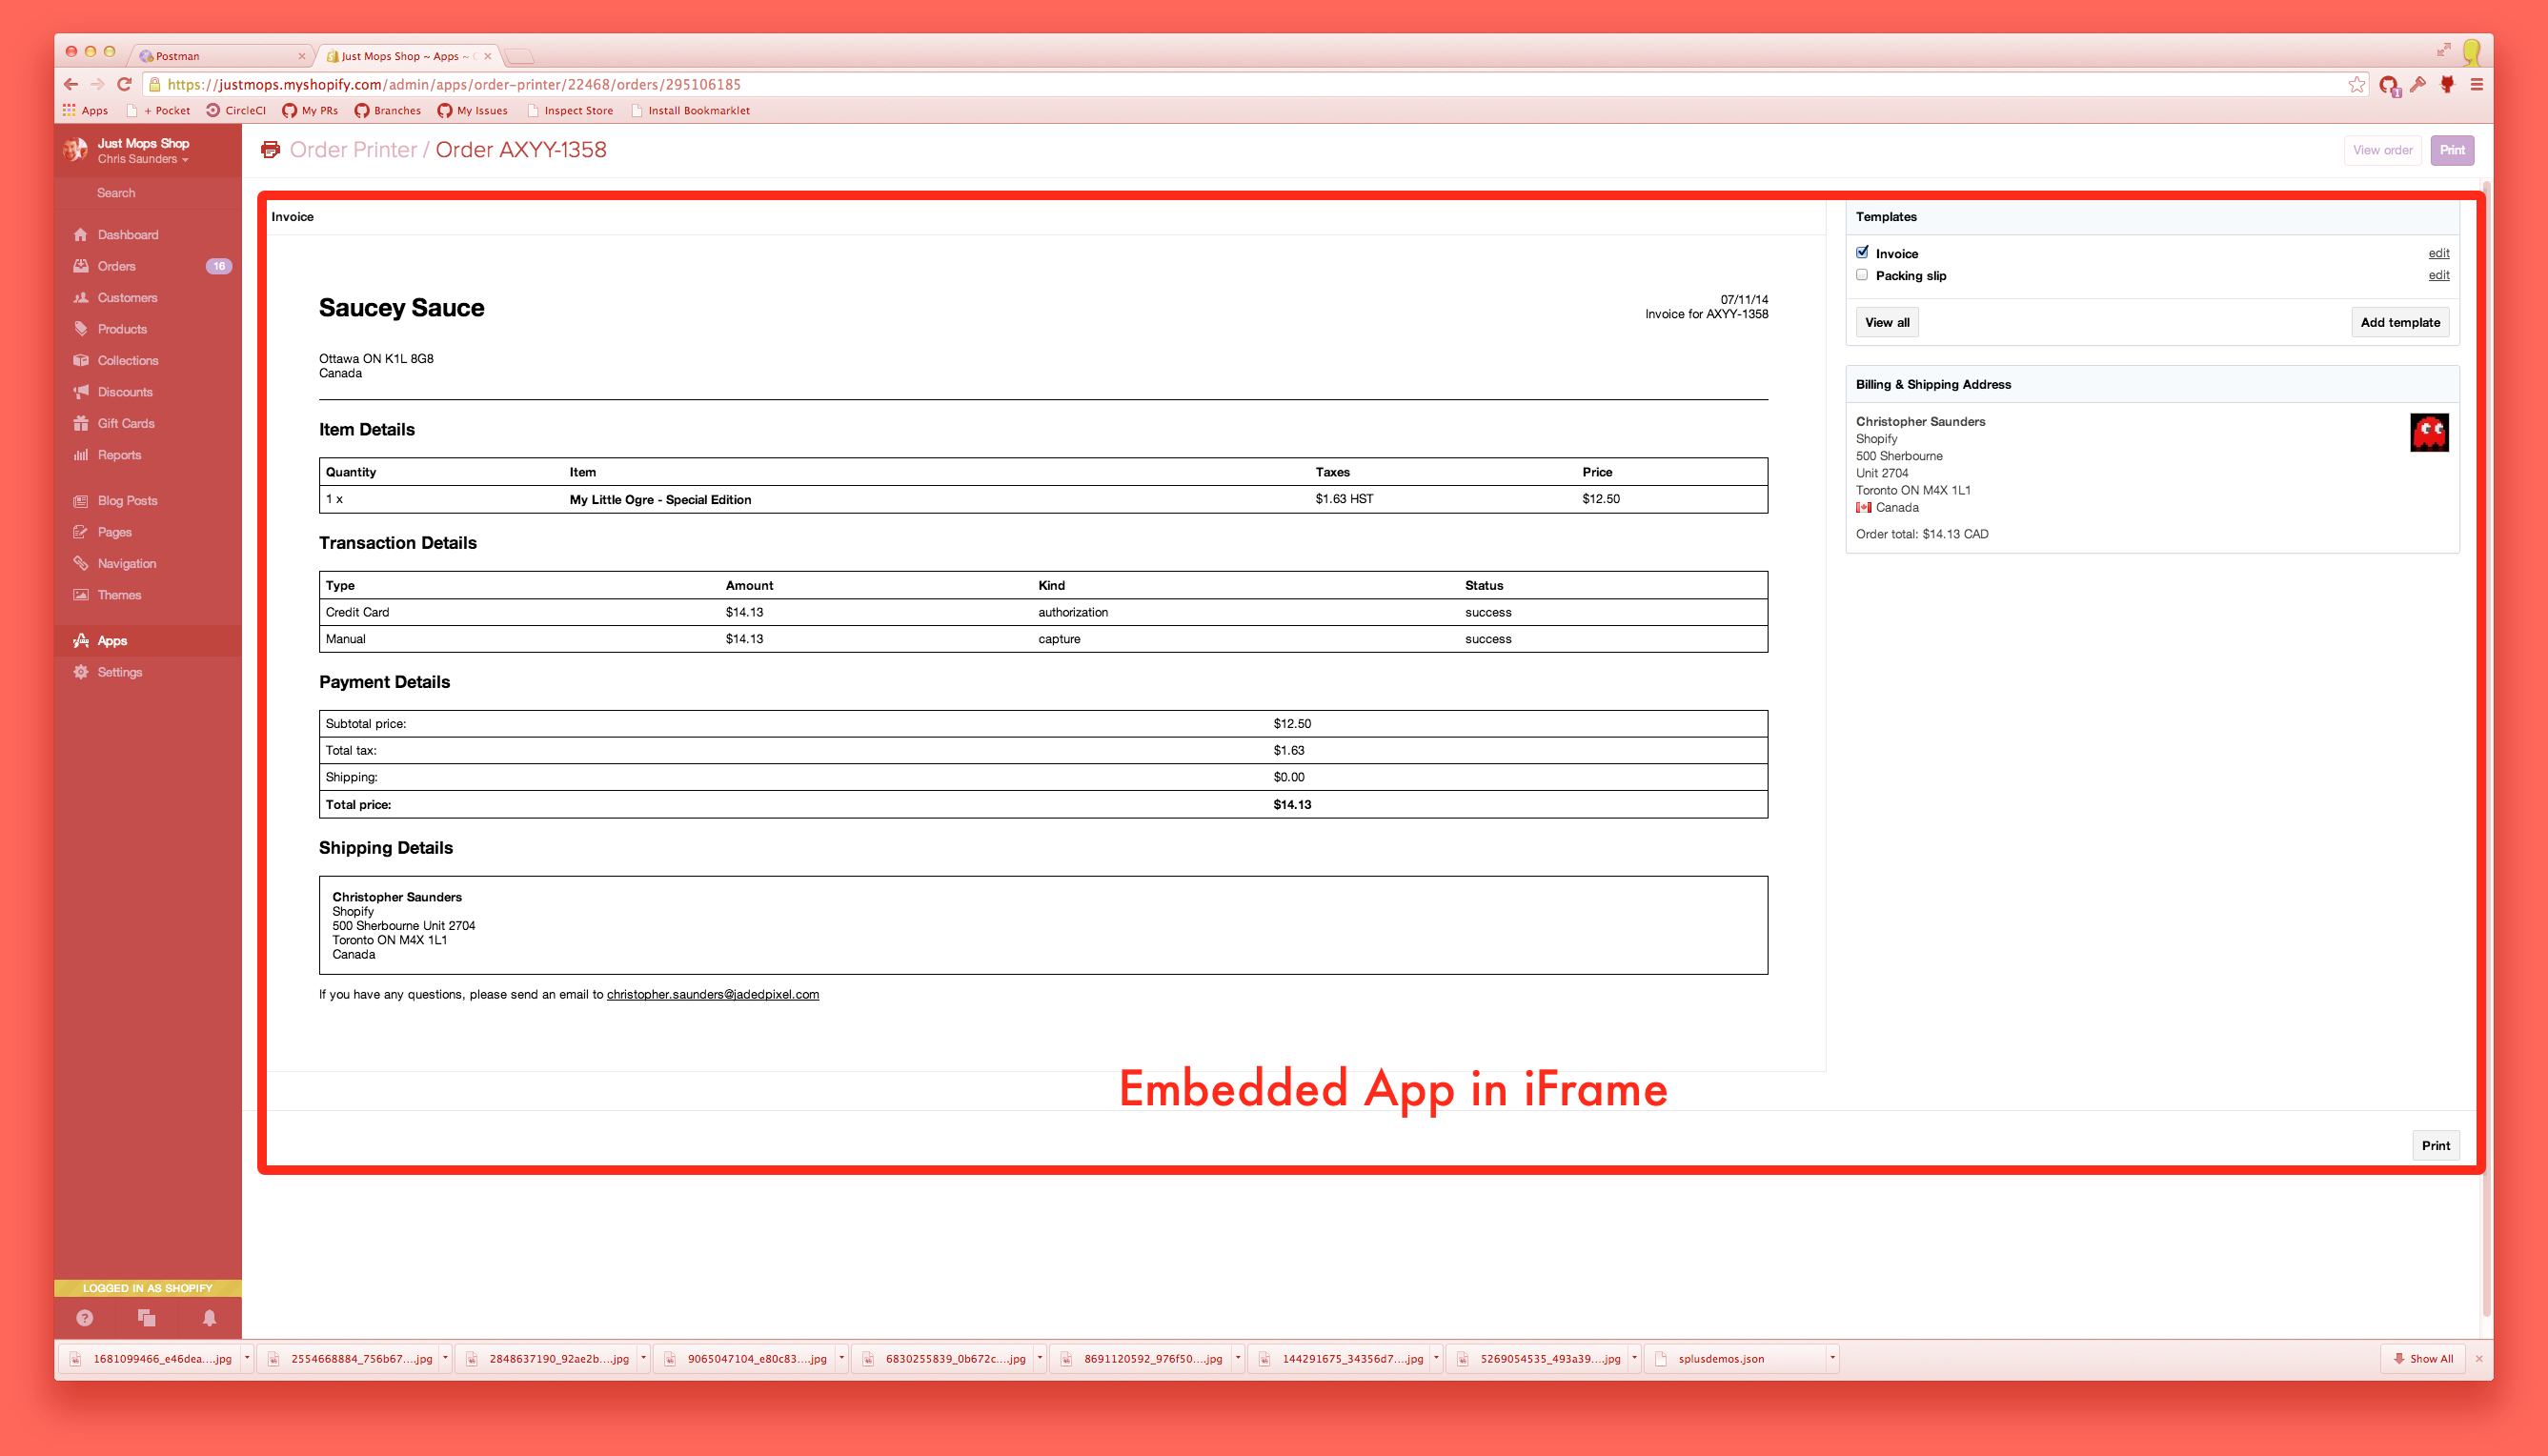 Postman
Just Mops Shop ~ Apps ~
https://justmops.myshopify.com/admin/apps/order-printer/22468/orders/295106185
Apps + Pocket CircleCI My PRs Branches My Issues Inspect Store Install Bookmarklet
Just Mops Shop
Chris Saunders
Search
Dashboard
Orders 16
Customers
Products
Collections
Discounts
Gift Cards
Reports
Blog Posts
Pages
Navigation
Themes
Apps
Settings
LOGGED IN AS SHOPIFY
Order Printer / Order AXYY-1358
View order Print
Invoice
Saucey Sauce
07/11/14
Invoice for AXYY-1358
Ottawa ON K1L 8G8
Canada
Item Details
Quantity Item Taxes Price
1 x My Little Ogre - Special Edition $1.63 HST $12.50
Transaction Details
Type Amount Kind Status
Credit Card $14.13 authorization success
Manual $14.13 capture success
Payment Details
Subtotal price: $12.50
Total tax: $1.63
Shipping: $0.00
Total price: $14.13
Shipping Details
Christopher Saunders
Shopify
500 Sherbourne Unit 2704
Toronto ON M4X 1L1
Canada
If you have any questions, please send an email to christopher.saunders@jadedpixel.com
Templates
Invoice edit
Packing slip edit
View all Add template
Billing & Shipping Address
Christopher Saunders
Shopify
500 Sherbourne
Unit 2704
Toronto ON M4X 1L1
Canada
Order total: $14.13 CAD
Embedded App in iFrame
Print
1681099466_e46dea....jpg 2554668884_756b67....jpg 2848637190_92ae2b....jpg 9065047104_e80c83....jpg 6830255839_0b672c....jpg 8691120592_976f50....jpg 144291675_34356d7....jpg 5269054535_493a39....jpg splusdemos.json Show All